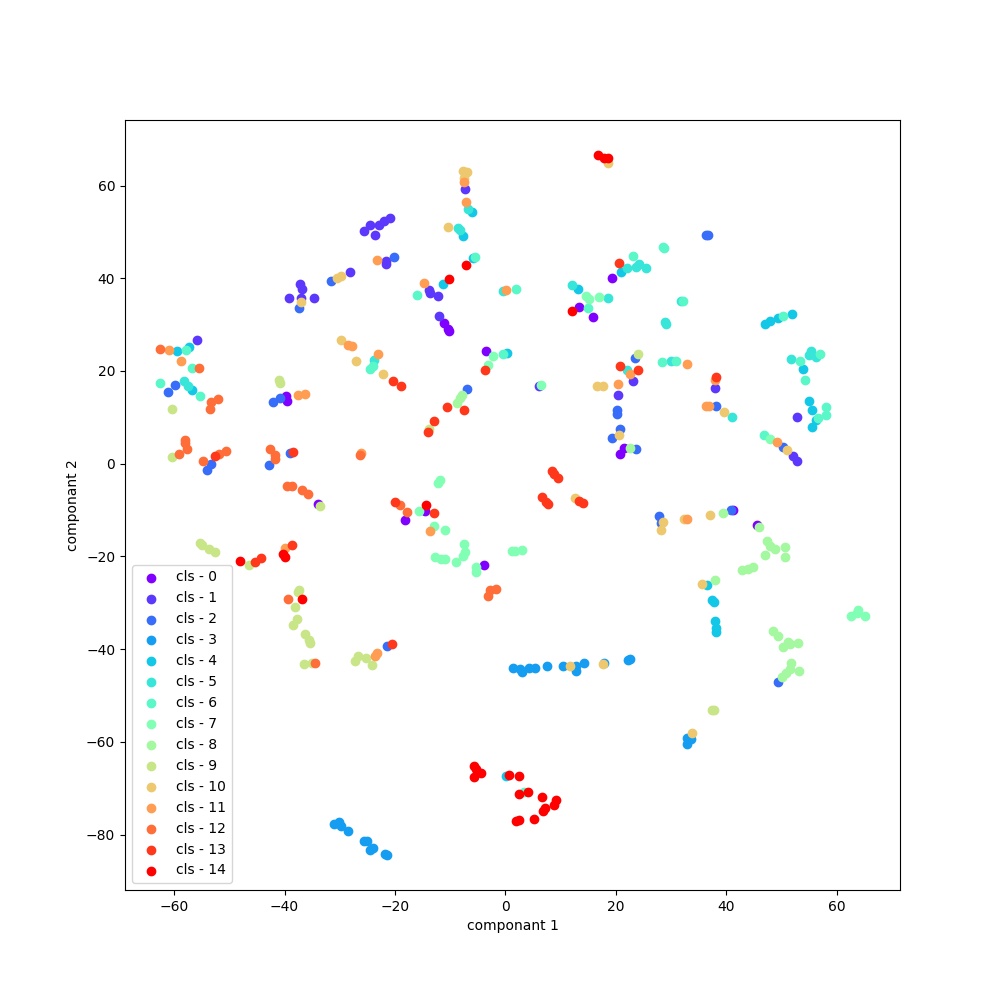 60
40
20
0
−20
−40
−60
−80
componant 2
cls - 0
cls - 1
cls - 2
cls - 3
cls - 4
cls - 5
cls - 6
cls - 7
cls - 8
cls - 9
cls - 10
cls - 11
cls - 12
cls - 13
cls - 14
−60 −40 −20 0 20 40 60
componant 1